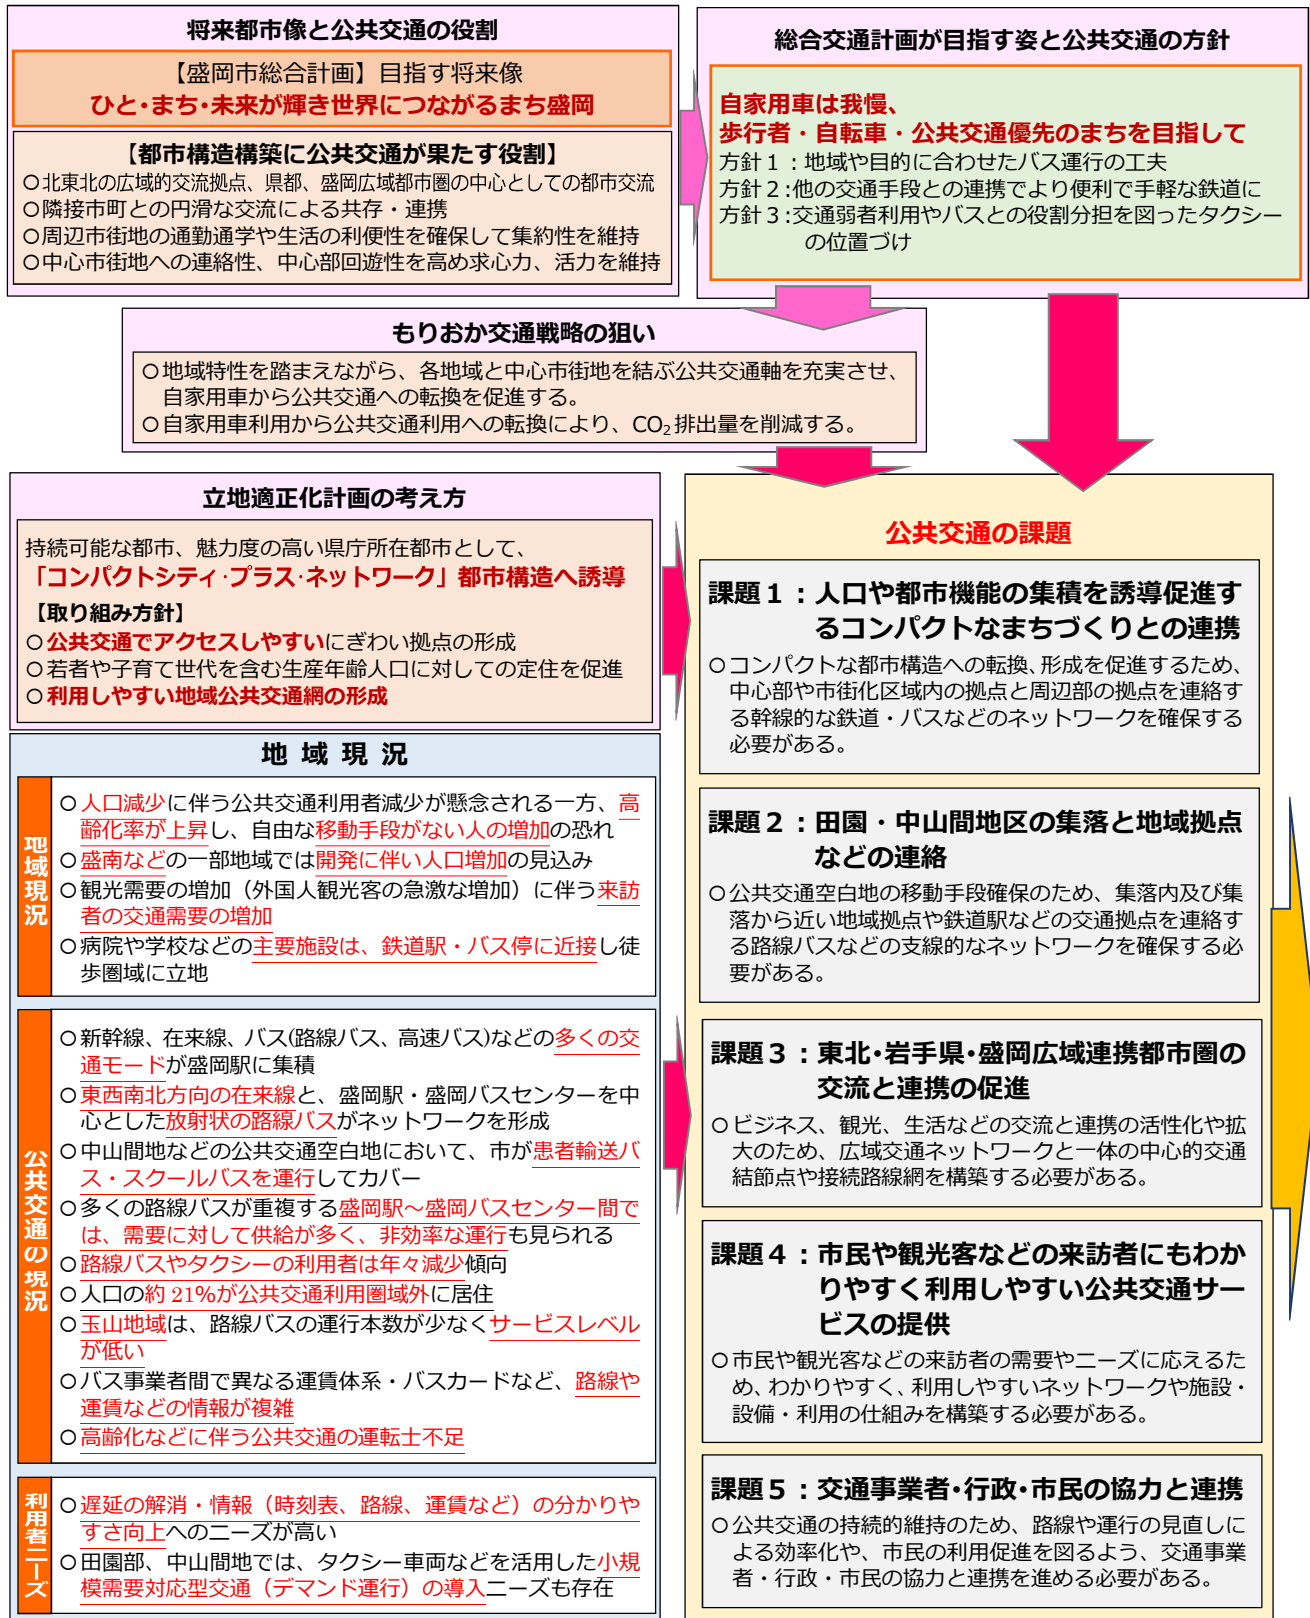 将来都市像と公共交通の役割
【盛岡市総合計画】目指す将来像
ひと・まち・未来が輝き世界につながるまち盛岡
【都市構造構築に公共交通が果たす役割】
○北東北の広域的交流拠点、県都、盛岡広域都市圏の中心としての都市交流
○隣接市町との円滑な交流による共存・連携
○周辺市街地の通勤通学や生活の利便性を確保して集約性を維持
○中心市街地への連絡性、中心部回遊性を高め求心力、活力を維持
総合交通計画が目指す姿と公共交通の方針
自家用車は我慢、
歩行者・自転車・公共交通優先のまちを目指して
方針１：地域や目的に合わせたバス運行の工夫
方針２：他の交通手段との連携でより便利で手軽な鉄道に
方針３：交通弱者利用やバスとの役割分担を図ったタクシー
の位置づけ
もりおか交通戦略の狙い
○地域特性を踏まえながら、各地域と中心市街地を結ぶ公共交通軸を充実させ、
自家用車から公共交通への転換を促進する。
○自家用車利用から公共交通利用への転換により、CO₂排出量を削減する。
立地適正化計画の考え方
持続可能な都市、魅力度の高い県庁所在都市として、
「コンパクトシティ・プラス・ネットワーク」都市構造へ誘導
【取り組み方針】
○公共交通でアクセスしやすいにぎわい拠点の形成
○若者や子育て世代を含む生産年齢人口に対しての定住を促進
○利用しやすい地域公共交通網の形成
地域現況
地域現況
○人口減少に伴う公共交通利用者減少が懸念される一方、高
齢化率が上昇し、自由な移動手段がない人の増加の恐れ
○盛南などの一部地域では開発に伴い人口増加の見込み
○観光需要の増加（外国人観光客の急激な増加）に伴う来訪
者の交通需要の増加
○病院や学校などの主要施設は、鉄道駅・バス停に近接し徒
歩圏域に立地
公共交通の現況
○新幹線、在来線、バス(路線バス、高速バス)などの多くの交
通モードが盛岡駅に集積
○東西南北方向の在来線と、盛岡駅・盛岡バスセンターを中
心とした放射状の路線バスがネットワークを形成
○中山間地などの公共交通空白地において、市が患者輸送バ
ス・スクールバスを運行してカバー
○多くの路線バスが重複する盛岡駅～盛岡バスセンター間で
は、需要に対して供給が多く、非効率な運行も見られる
○路線バスやタクシーの利用者は年々減少傾向
○人口の約 21%が公共交通利用圏域外に居住
○玉山地域は、路線バスの運行本数が少なくサービスレベル
が低い
○バス事業者間で異なる運賃体系・バスカードなど、路線や
運賃などの情報が複雑
○高齢化などに伴う公共交通の運転士不足
利用者ニーズ
○遅延の解消・情報（時刻表、路線、運賃など）の分かりや
すさ向上へのニーズが高い
○田園部、中山間地では、タクシー車両などを活用した小規
模需要対応型交通（デマンド運行）の導入ニーズも存在
公共交通の課題
課題１：人口や都市機能の集積を誘導促進す
るコンパクトなまちづくりとの連携
○コンパクトな都市構造への転換、形成を促進するため、
中心部や市街化区域内の拠点と周辺部の拠点を連絡す
る幹線的な鉄道・バスなどのネットワークを確保する
必要がある。
課題２：田園・中山間地区の集落と地域拠点
などの連絡
○公共交通空白地の移動手段確保のため、集落内及び集
落から近い地域拠点や鉄道駅などの交通拠点を連絡す
る路線バスなどの支線的なネットワークを確保する必
要がある。
課題３：東北・岩手県・盛岡広域連携都市圏の
交流と連携の促進
○ビジネス、観光、生活などの交流と連携の活性化や拡
大のため、広域交通ネットワークと一体の中心的交通
結節点や接続路線網を構築する必要がある。
課題４：市民や観光客などの来訪者にもわか
りやすく利用しやすい公共交通サー
ビスの提供
○市民や観光客などの来訪者の需要やニーズに応えるた
め、わかりやすく、利用しやすいネットワークや施設・
設備・利用の仕組みを構築する必要がある。
課題５：交通事業者・行政・市民の協力と連携
○公共交通の持続的維持のため、路線や運行の見直しに
よる効率化や、市民の利用促進を図るよう、交通事業
者・行政・市民の協力と連携を進める必要がある。